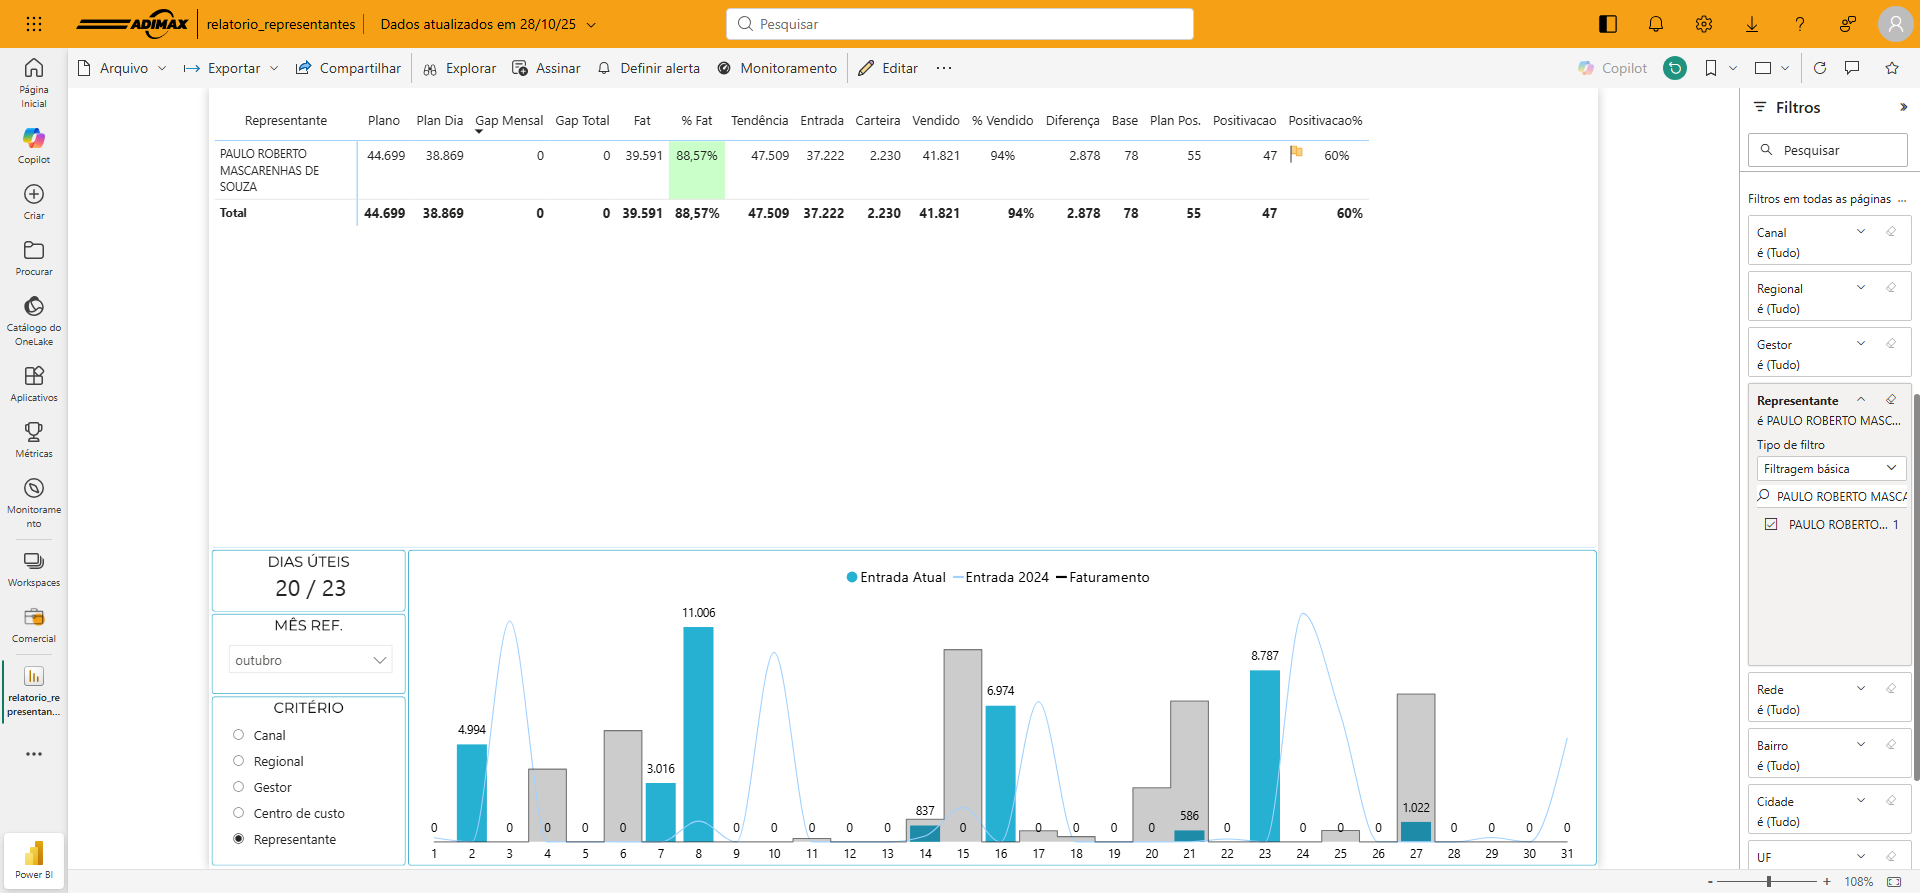 ADIMAX
relatorio_representantes
Dados atualizados em 28/10/25
Pesquisar
Arquivo
Exportar
Compartilhar
Explorar
Assinar
Definir alerta
Monitoramento
Editar
Copilot
Página
Inicial
Copilot
Criar
Procurar
Catálogo do
OneLake
Aplicativos
Métricas
Monitorame
nto
Workspaces
Comercial
relatorio_re
presentan...
Power BI
Representante Plano Plan Dia Gap Mensal Gap Total Fat % Fat Tendência Entrada Carteira Vendido % Vendido Diferença Base Plan Pos. Positivacao Positivacao%
PAULO ROBERTO 44.699 38.869 0 0 39.591 88,57% 47.509 37.222 2.230 41.821 94% 2.878 78 55 47 60%
MASCARENHAS DE
SOUZA
Total 44.699 38.869 0 0 39.591 88,57% 47.509 37.222 2.230 41.821 94% 2.878 78 55 47 60%
DIAS ÚTEIS
20 / 23
MÊS REF.
outubro
CRITÉRIO
Canal
Regional
Gestor
Centro de custo
Representante
Entrada Atual Entrada 2024 Faturamento
0 4.994 0 0 0 0 3.016 11.006 0 0 0 0 0 837 0 6.974 0 0 0 0 586 0 8.787 0 0 0 1.022 0 0 0 0
1 2 3 4 5 6 7 8 9 10 11 12 13 14 15 16 17 18 19 20 21 22 23 24 25 26 27 28 29 30 31
Filtros
Pesquisar
Filtros em todas as páginas ...
Canal
é (Tudo)
Regional
é (Tudo)
Gestor
é (Tudo)
Representante
é PAULO ROBERTO MASC...
Tipo de filtro
Filtragem básica
PAULO ROBERTO MASCA
PAULO ROBERTO... 1
Rede
é (Tudo)
Bairro
é (Tudo)
Cidade
é (Tudo)
UF
- + 108%